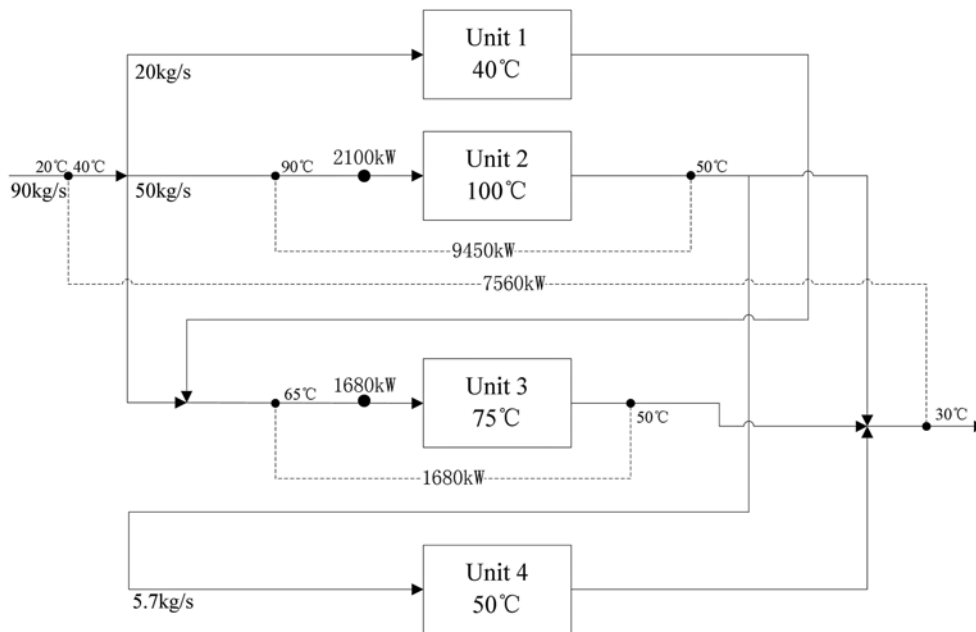 Unit 1
40℃
20kg/s
20℃ 40℃
90kg/s
50kg/s
90℃
2100kW
Unit 2
100℃
50℃
9450kW
7560kW
65℃
1680kW
Unit 3
75℃
50℃
30℃
1680kW
5.7kg/s
Unit 4
50℃